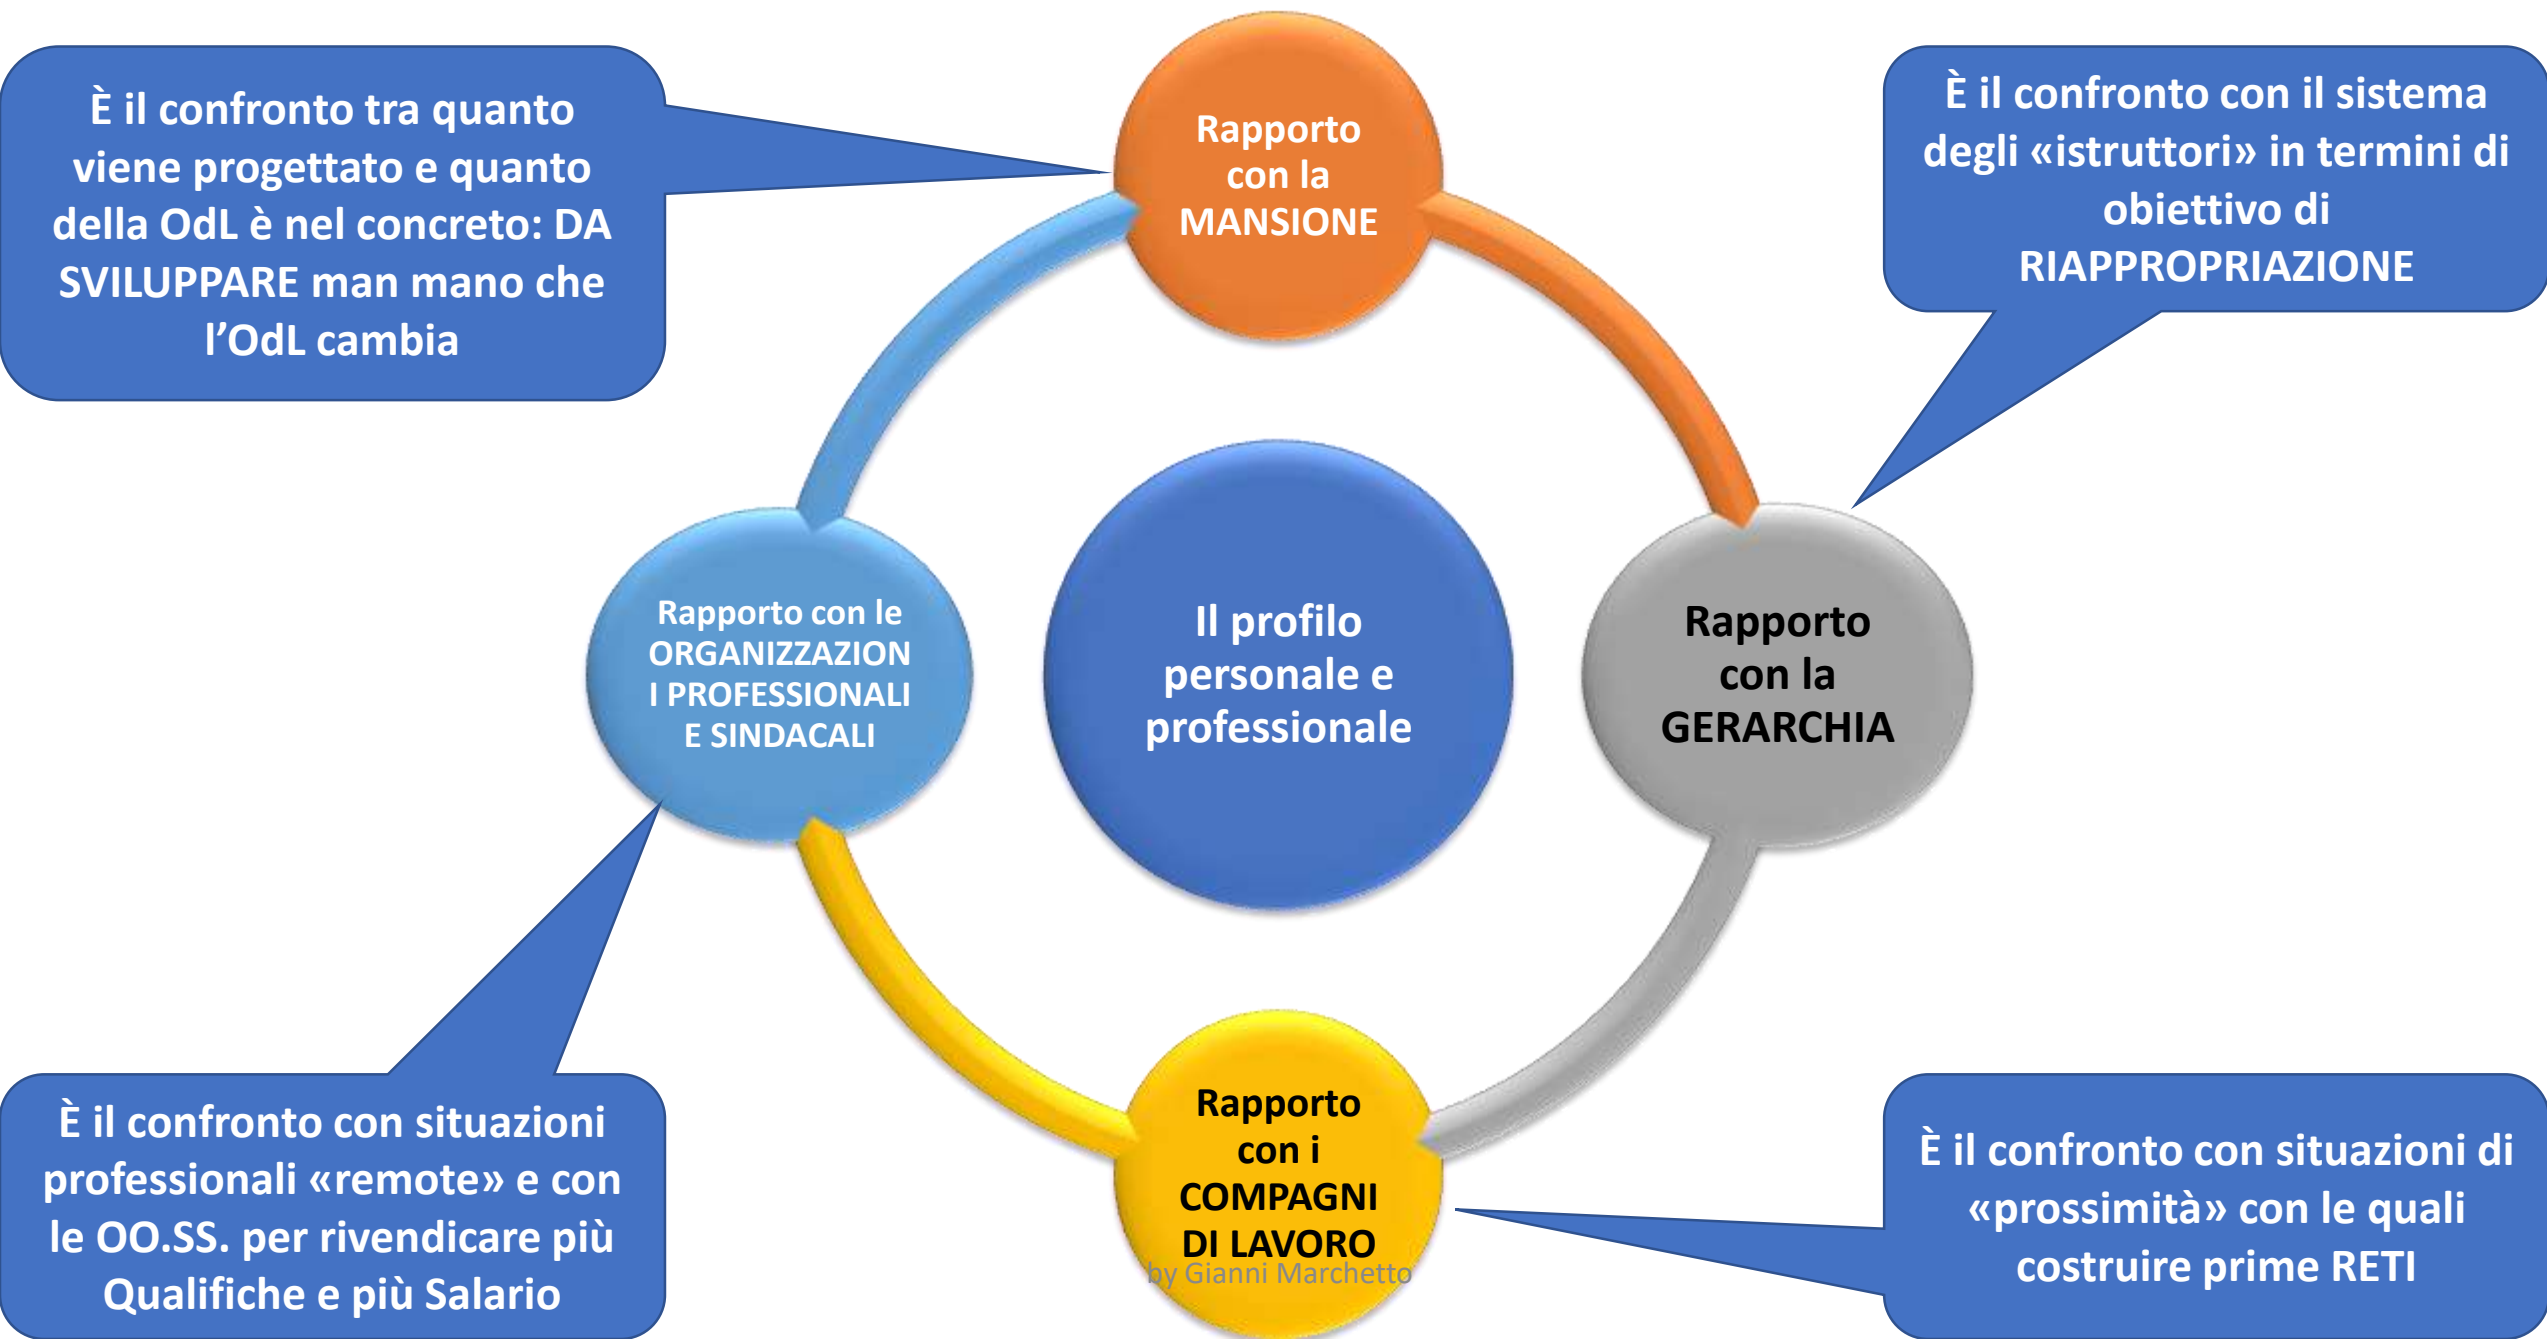 È il confronto tra quanto
viene progettato e quanto
della OdL è nel concreto: DA
SVILUPPARE man mano che
l’OdL cambia
Rapporto
con la
MANSIONE
È il confronto con il sistema
degli «istruttori» in termini di
obiettivo di
RIAPPROPRIAZIONE
Rapporto con le
ORGANIZZAZION
I PROFESSIONALI
E SINDACALI
Il profilo
personale e
professionale
Rapporto
con la
GERARCHIA
È il confronto con situazioni
professionali «remote» e con
le OO.SS. per rivendicare più
Qualifiche e più Salario
Rapporto
con i
COMPAGNI
DI LAVORO
by Gianni Marchetto
È il confronto con situazioni di
«prossimità» con le quali
costruire prime RETI